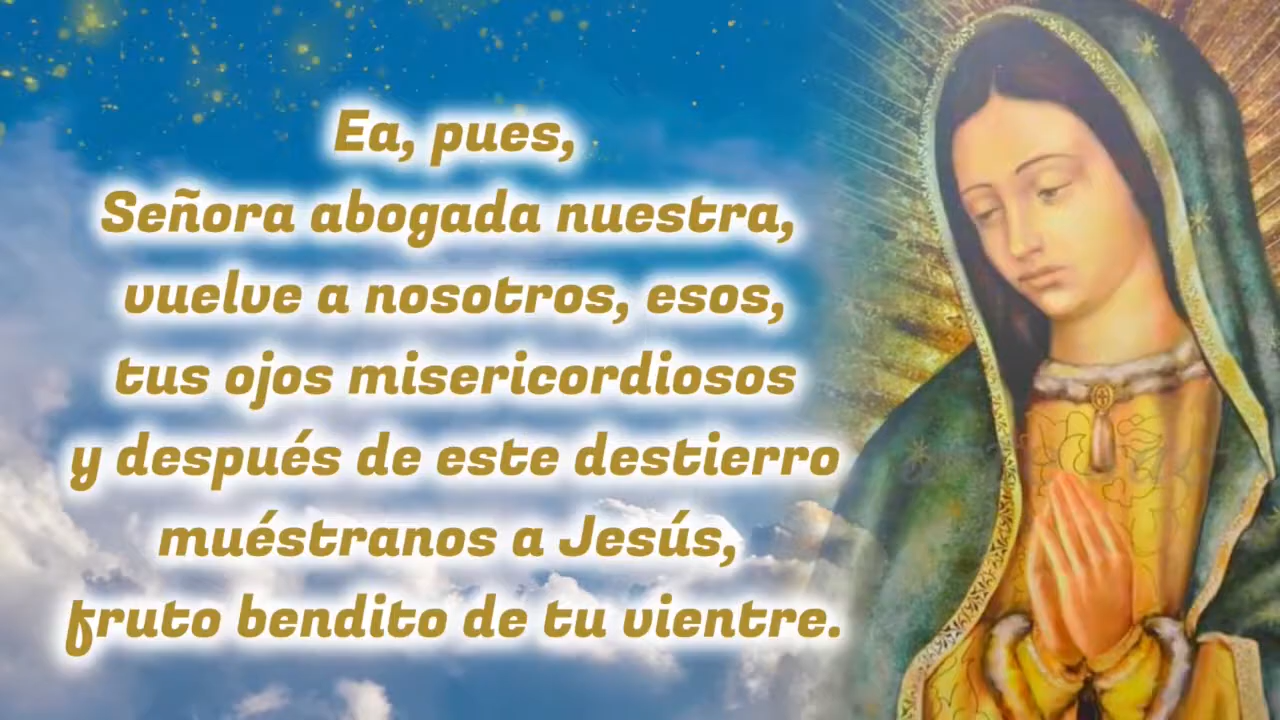 Ea, pues,
Señora abogada nuestra,
vuelve a nosotros, esos,
tus ojos misericordiosos
y después de este destierro
muéstranos a Jesús,
fruto bendito de tu vientre.